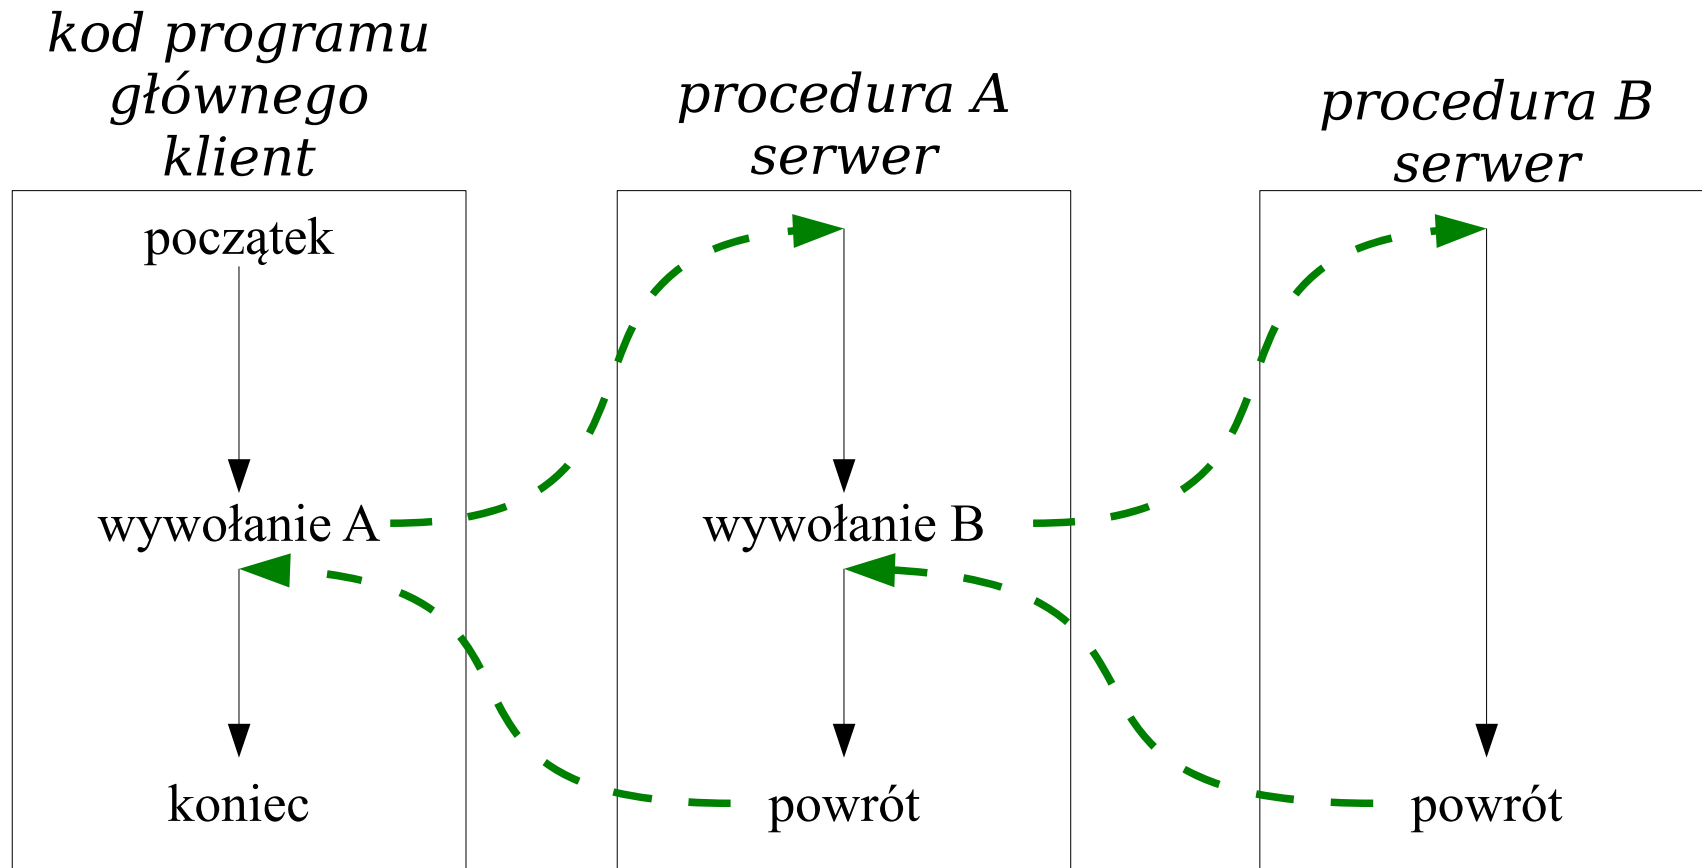 kod programu
głównego
klient
początek
wywołanie A
koniec
procedura A
serwer
wywołanie B
powrót
procedura B
serwer
powrót